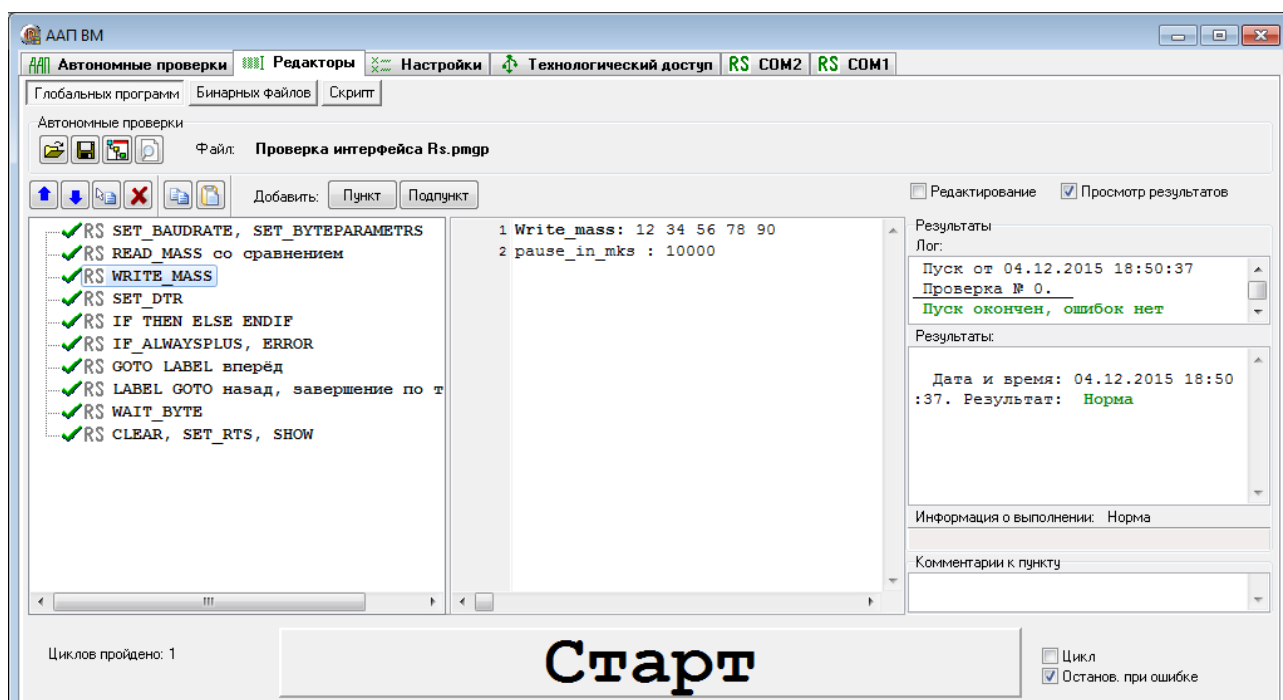 ААП ВМ
ААП Автономные проверки Редакторы Настройки Технологический доступ RS COM2 RS COM1
Глобальных программ Бинарных файлов Скрипт
Автономные проверки
Файл: Проверка интерфейса Rs.pmgp
Добавить: Пункт Подпункт Редактирование Просмотр результатов
RS SET_BAUDRATE, SET_BYTEPARAMETRS
RS READ_MASS со сравнением
RS WRITE_MASS
RS SET_DTR
RS IF THEN ELSE ENDIF
RS IF_ALWAYSPLUS, ERROR
RS GOTO LABEL вперёд
RS LABEL GOTO назад, завершение по т
RS WAIT_BYTE
RS CLEAR, SET_RTS, SHOW
1 Write_mass: 12 34 56 78 90
2 pause_in_mks : 10000
Результаты
Лог:
Пуск от 04.12.2015 18:50:37
Проверка № 0.
Пуск окончен, ошибок нет
Результаты:
Дата и время: 04.12.2015 18:50
:37. Результат: Норма
Информация о выполнении: Норма
Комментарии к пункту
Циклов пройдено: 1
Старт
Цикл
Останов. при ошибке